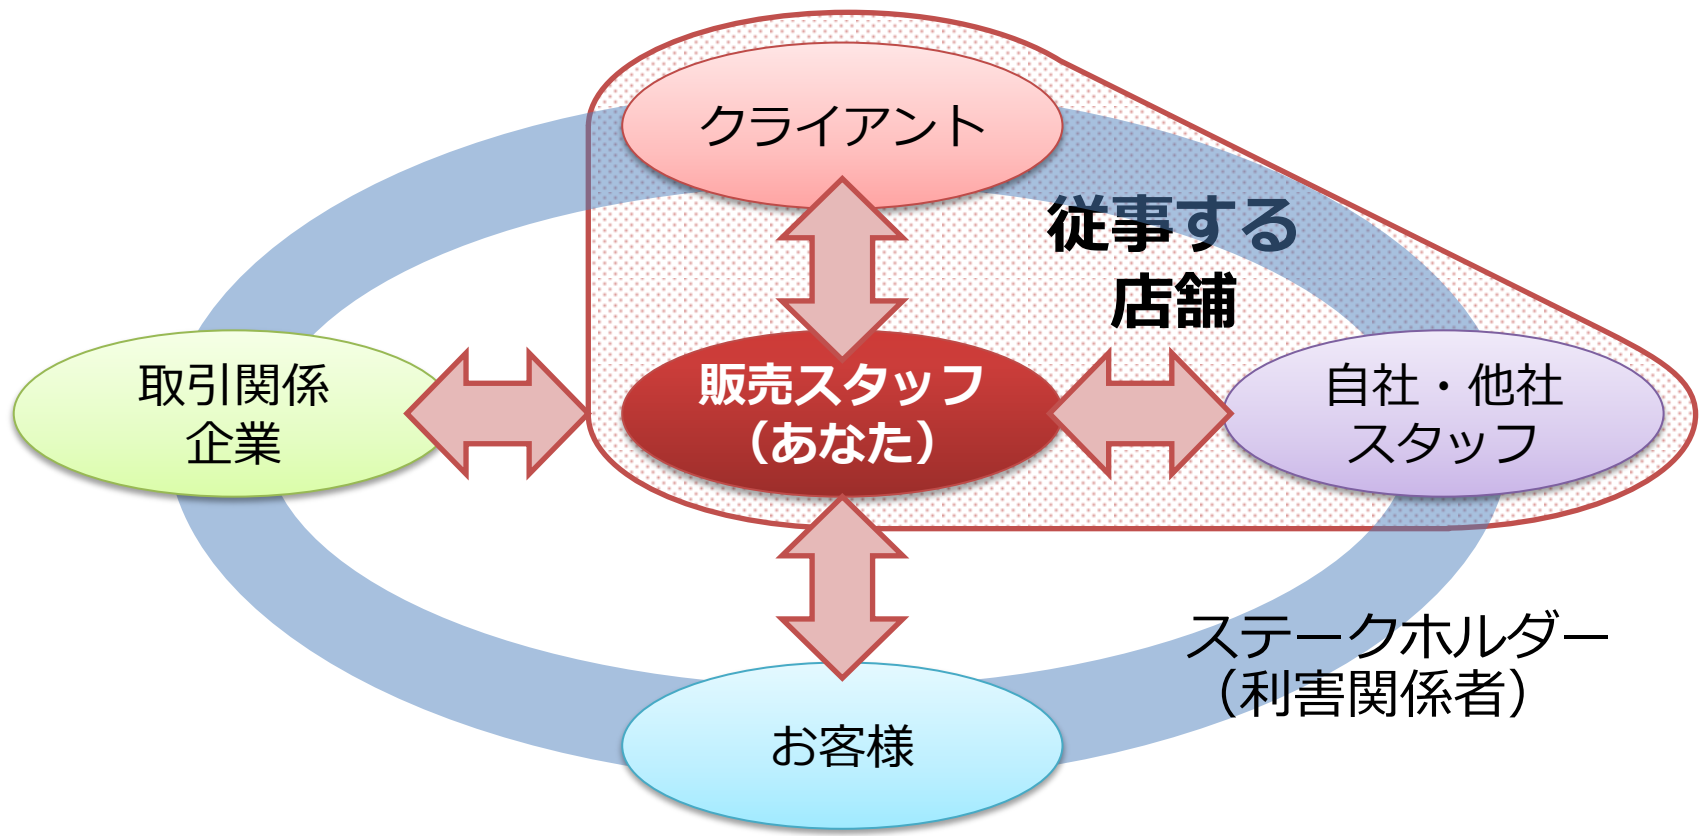 クライアント
従事する
店舗
取引関係
企業
販売スタッフ
（あなた）
自社・他社
スタッフ
ステークホルダー
（利害関係者）
お客様